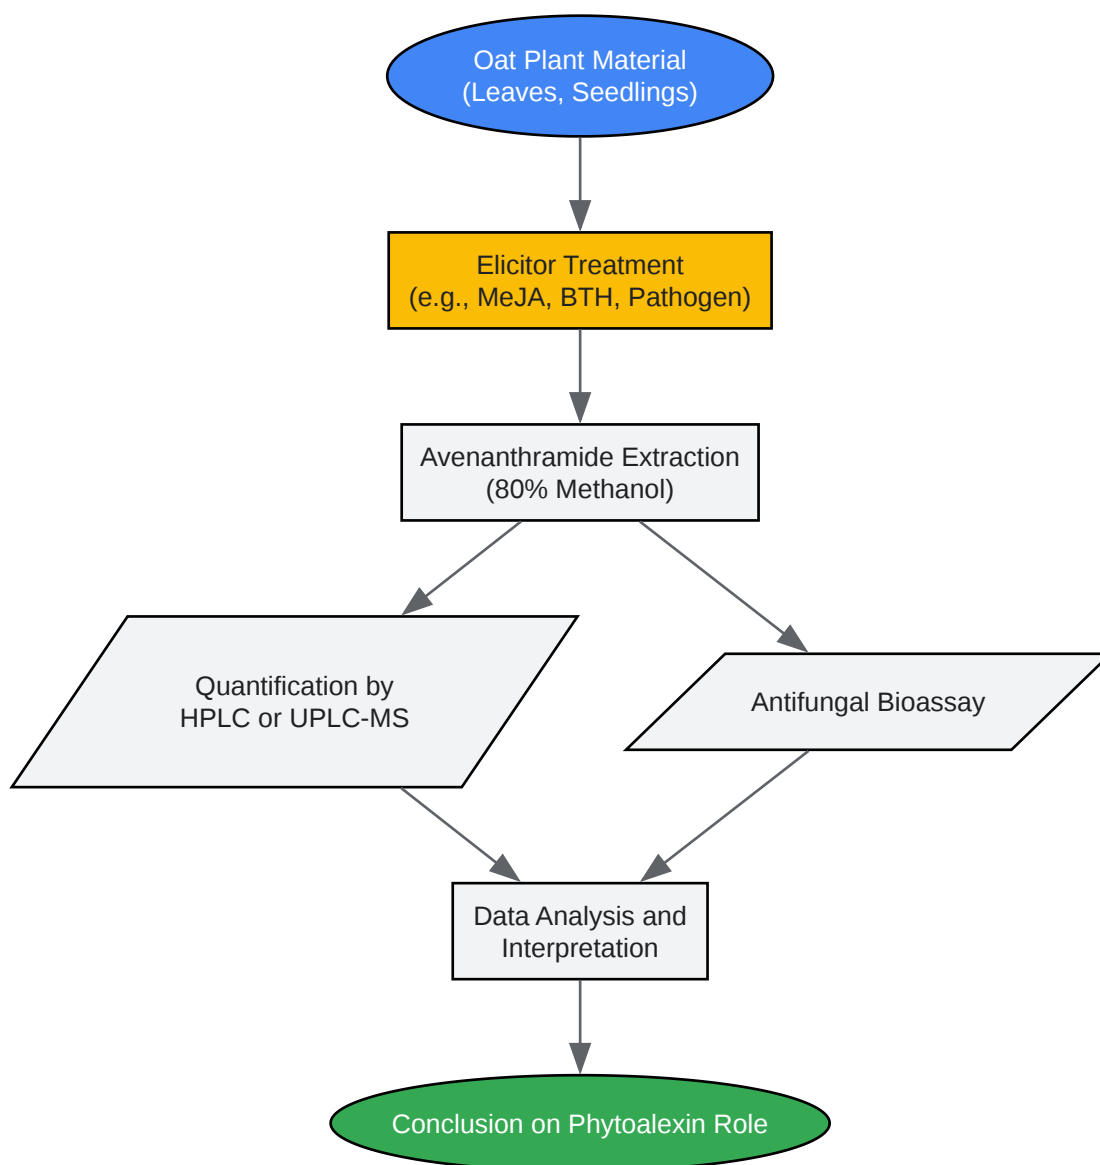 Oat Plant Material
(Leaves, Seedlings)
Elicitor Treatment
(e.g., MeJA, BTH, Pathogen)
Avenanthramide Extraction
(80% Methanol)
Quantification by
HPLC or UPLC-MS
Antifungal Bioassay
Data Analysis and
Interpretation
Conclusion on Phytoalexin Role